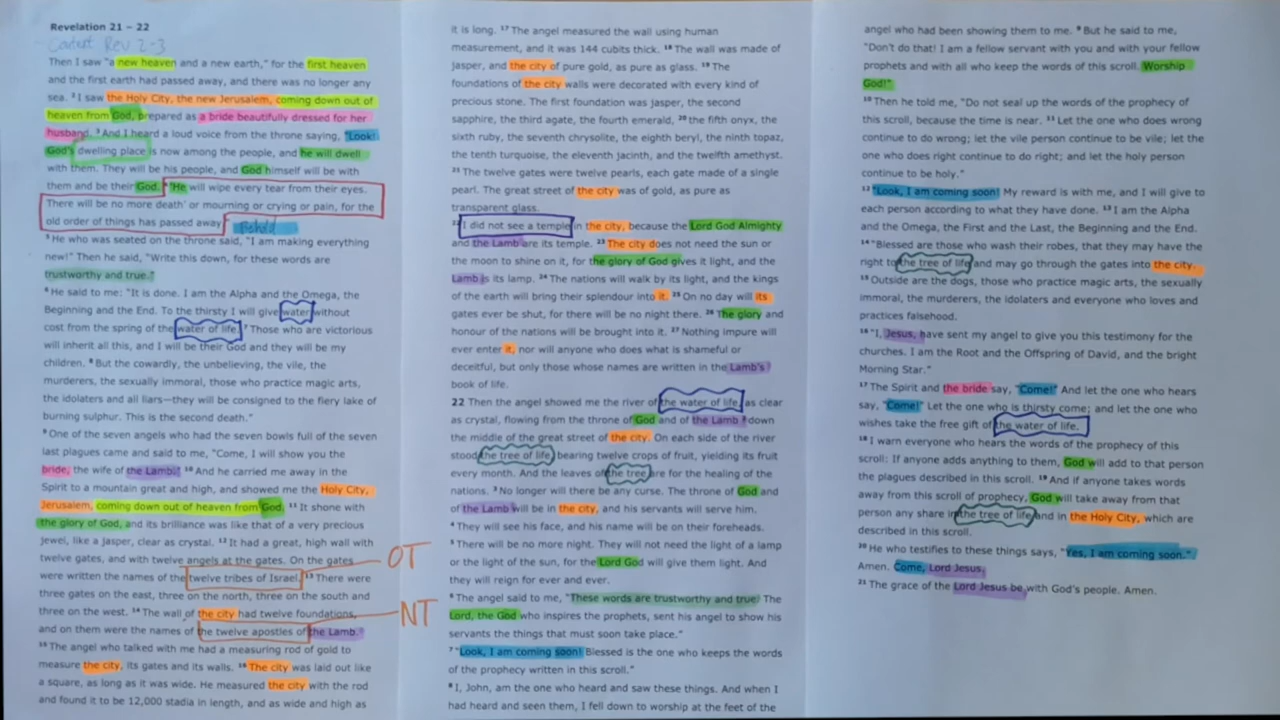 Revelation 21 – 22
Context Rev 2-3
Then I saw "a new heaven and a new earth," for the first heaven
and the first earth had passed away, and there was no longer any
sea. 2 I saw the Holy City, the new Jerusalem, coming down out of
heaven from God, prepared as a bride beautifully dressed for her
husband. 3 And I heard a loud voice from the throne saying, "Look!
God's dwelling place is now among the people, and he will dwell
with them. They will be his people, and God himself will be with
them and be their God. 4 'He will wipe every tear from their eyes.
There will be no more death' or mourning or crying or pain, for the
old order of things has passed away
Behold
5 He who was seated on the throne said, "I am making everything
new!" Then he said, "Write this down, for these words are
trustworthy and true."
6 He said to me: "It is done. I am the Alpha and the Omega, the
Beginning and the End. To the thirsty I will give water without
cost from the spring of the water of life. 7 Those who are victorious
will inherit all this, and I will be their God and they will be my
children. 8 But the cowardly, the unbelieving, the vile, the
murderers, the sexually immoral, those who practise magic arts,
the idolaters and all liars—they will be consigned to the fiery lake of
burning sulphur. This is the second death."
9 One of the seven angels who had the seven bowls full of the seven
last plagues came and said to me, "Come, I will show you the
bride, the wife of the Lamb." 10 And he carried me away in the
Spirit to a mountain great and high, and showed me the Holy City,
Jerusalem, coming down out of heaven from God. 11 It shone with
the glory of God, and its brilliance was like that of a very precious
jewel, like a jasper, clear as crystal. 12 It had a great, high wall with
twelve gates, and with twelve angels at the gates. On the gates
OT
were written the names of the twelve tribes of Israel. 13 There were
three gates on the east, three on the north, three on the south and
three on the west. 14 The wall of the city had twelve foundations,
NT
and on them were the names of the twelve apostles of the Lamb.
15 The angel who talked with me had a measuring rod of gold to
measure the city, its gates and its walls. 16 The city was laid out like
a square, as long as it was wide. He measured the city with the rod
and found it to be 12,000 stadia in length, and as wide and high as
it is long. 17 The angel measured the wall using human
measurement, and it was 144 cubits thick. 18 The wall was made of
jasper, and the city of pure gold, as pure as glass. 19 The
foundations of the city walls were decorated with every kind of
precious stone. The first foundation was jasper, the second
sapphire, the third agate, the fourth emerald, 20 the fifth onyx, the
sixth ruby, the seventh chrysolite, the eighth beryl, the ninth topaz,
the tenth turquoise, the eleventh jacinth, and the twelfth amethyst.
21 The twelve gates were twelve pearls, each gate made of a single
pearl. The great street of the city was of gold, as pure as
transparent glass.
22 I did not see a temple in the city, because the Lord God Almighty
and the Lamb are its temple. 23 The city does not need the sun or
the moon to shine on it, for the glory of God gives it light, and the
Lamb is its lamp. 24 The nations will walk by its light, and the kings
of the earth will bring their splendour into it. 25 On no day will its
gates ever be shut, for there will be no night there. 26 The glory and
honour of the nations will be brought into it. 27 Nothing impure will
ever enter it, nor will anyone who does what is shameful or
deceitful, but only those whose names are written in the Lamb's
book of life.
22 Then the angel showed me the river of the water of life, as clear
as crystal, flowing from the throne of God and of the Lamb 2 down
the middle of the great street of the city. On each side of the river
stood the tree of life, bearing twelve crops of fruit, yielding its fruit
every month. And the leaves of the tree are for the healing of the
nations. 3 No longer will there be any curse. The throne of God and
of the Lamb will be in the city, and his servants will serve him.
4 They will see his face, and his name will be on their foreheads.
5 There will be no more night. They will not need the light of a lamp
or the light of the sun, for the Lord God will give them light. And
they will reign for ever and ever.
6 The angel said to me, "These words are trustworthy and true. The
Lord, the God who inspires the prophets, sent his angel to show his
servants the things that must soon take place."
7 "Look, I am coming soon! Blessed is the one who keeps the words
of the prophecy written in this scroll."
8 I, John, am the one who heard and saw these things. And when I
had heard and seen them, I fell down to worship at the feet of the
angel who had been showing them to me. 9 But he said to me,
"Don't do that! I am a fellow servant with you and with your fellow
prophets and with all who keep the words of this scroll. Worship
God!"
10 Then he told me, "Do not seal up the words of the prophecy of
this scroll, because the time is near. 11 Let the one who does wrong
continue to do wrong; let the vile person continue to be vile; let the
one who does right continue to do right; and let the holy person
continue to be holy."
12 "Look, I am coming soon! My reward is with me, and I will give to
each person according to what they have done. 13 I am the Alpha
and the Omega, the First and the Last, the Beginning and the End.
14 "Blessed are those who wash their robes, that they may have the
right to the tree of life and may go through the gates into the city.
15 Outside are the dogs, those who practise magic arts, the sexually
immoral, the murderers, the idolaters and everyone who loves and
practices falsehood.
16 "I, Jesus, have sent my angel to give you this testimony for the
churches. I am the Root and the Offspring of David, and the bright
Morning Star."
17 The Spirit and the bride say, "Come!" And let the one who hears
say, "Come!" Let the one who is thirsty come; and let the one who
wishes take the free gift of the water of life.
18 I warn everyone who hears the words of the prophecy of this
scroll: If anyone adds anything to them, God will add to that person
the plagues described in this scroll. 19 And if anyone takes words
away from this scroll of prophecy, God will take away from that
person any share in the tree of life and in the Holy City, which are
described in this scroll.
20 He who testifies to these things says, "Yes, I am coming soon."
Amen. Come, Lord Jesus.
21 The grace of the Lord Jesus be with God's people. Amen.